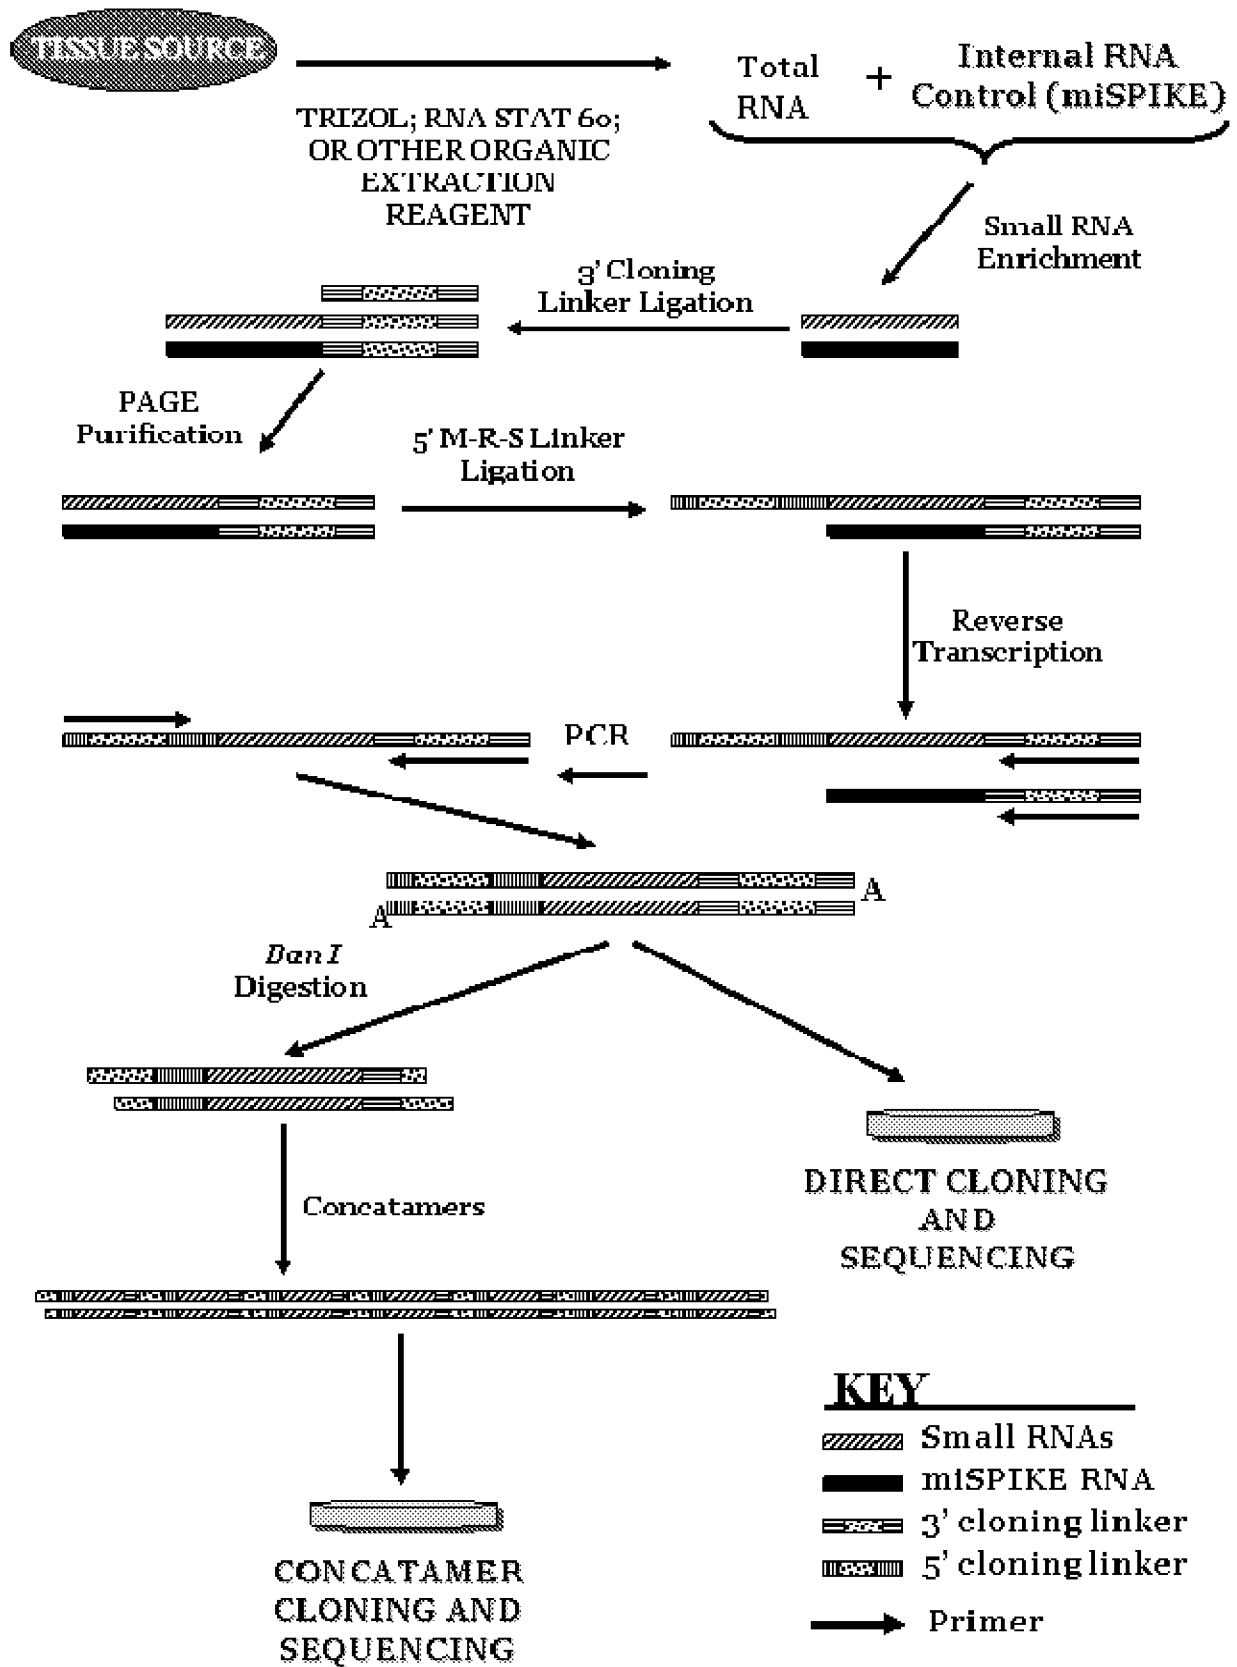 TISSUE SOURCE
Total
RNA
+
Internal RNA
Control (miSPIKE)
TRIZOL; RNA STAT 60;
OR OTHER ORGANIC
EXTRACTION
REAGENT
Small RNA
Enrichment
3' Cloning
Linker Ligation
PAGE
Purification
5' M-R-S Linker
Ligation
Reverse
Transcription
PCR
A
A
BanI
Digestion
Concatamers
DIRECT CLONING
AND
SEQUENCING
CONCATAMER
CLONING AND
SEQUENCING
KEY
Small RNAs
miSPIKE RNA
3' cloning linker
5' cloning linker
Primer